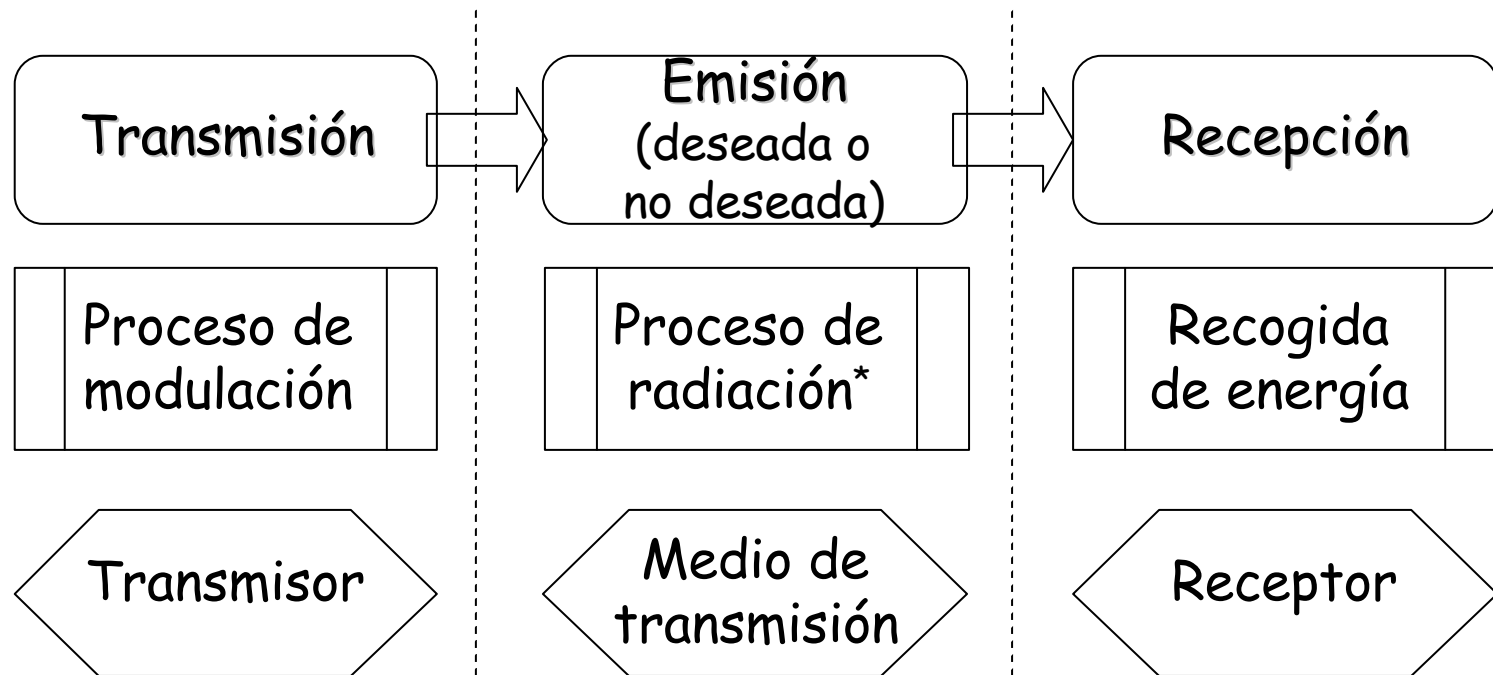 Transmisión
Emisión
(deseada o
no deseada)
Recepción
Proceso de
modulación
Proceso de
radiación*
Recogida
de energía
Transmisor
Medio de
transmisión
Receptor